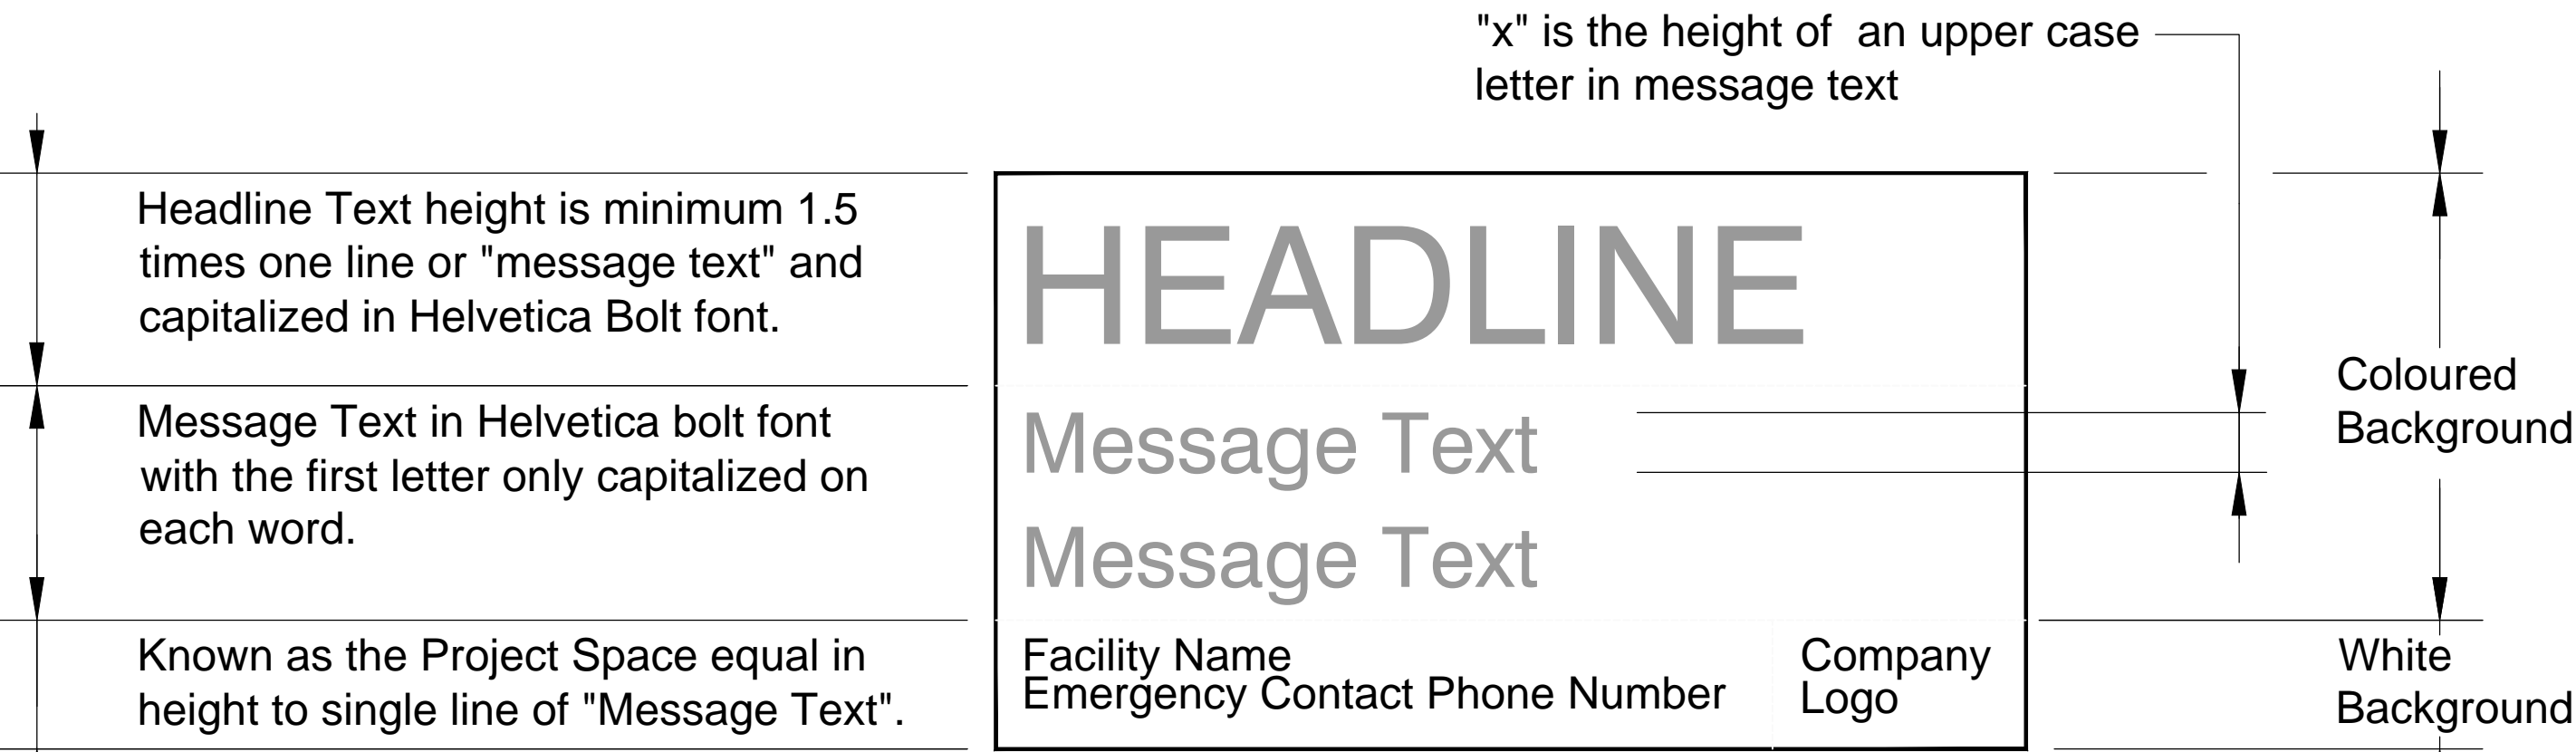 "x" is the height of  an upper case
letter in message text
Headline Text height is minimum 1.5
times one line or "message text" and
capitalized in Helvetica Bolt font.
HEADLINE
Coloured
Background
Message Text in Helvetica bolt font
with the first letter only capitalized on
each word.
Message Text
Message Text
Known as the Project Space equal in
height to single line of "Message Text".
Facility Name
Emergency Contact Phone Number
Company
Logo
White
Background